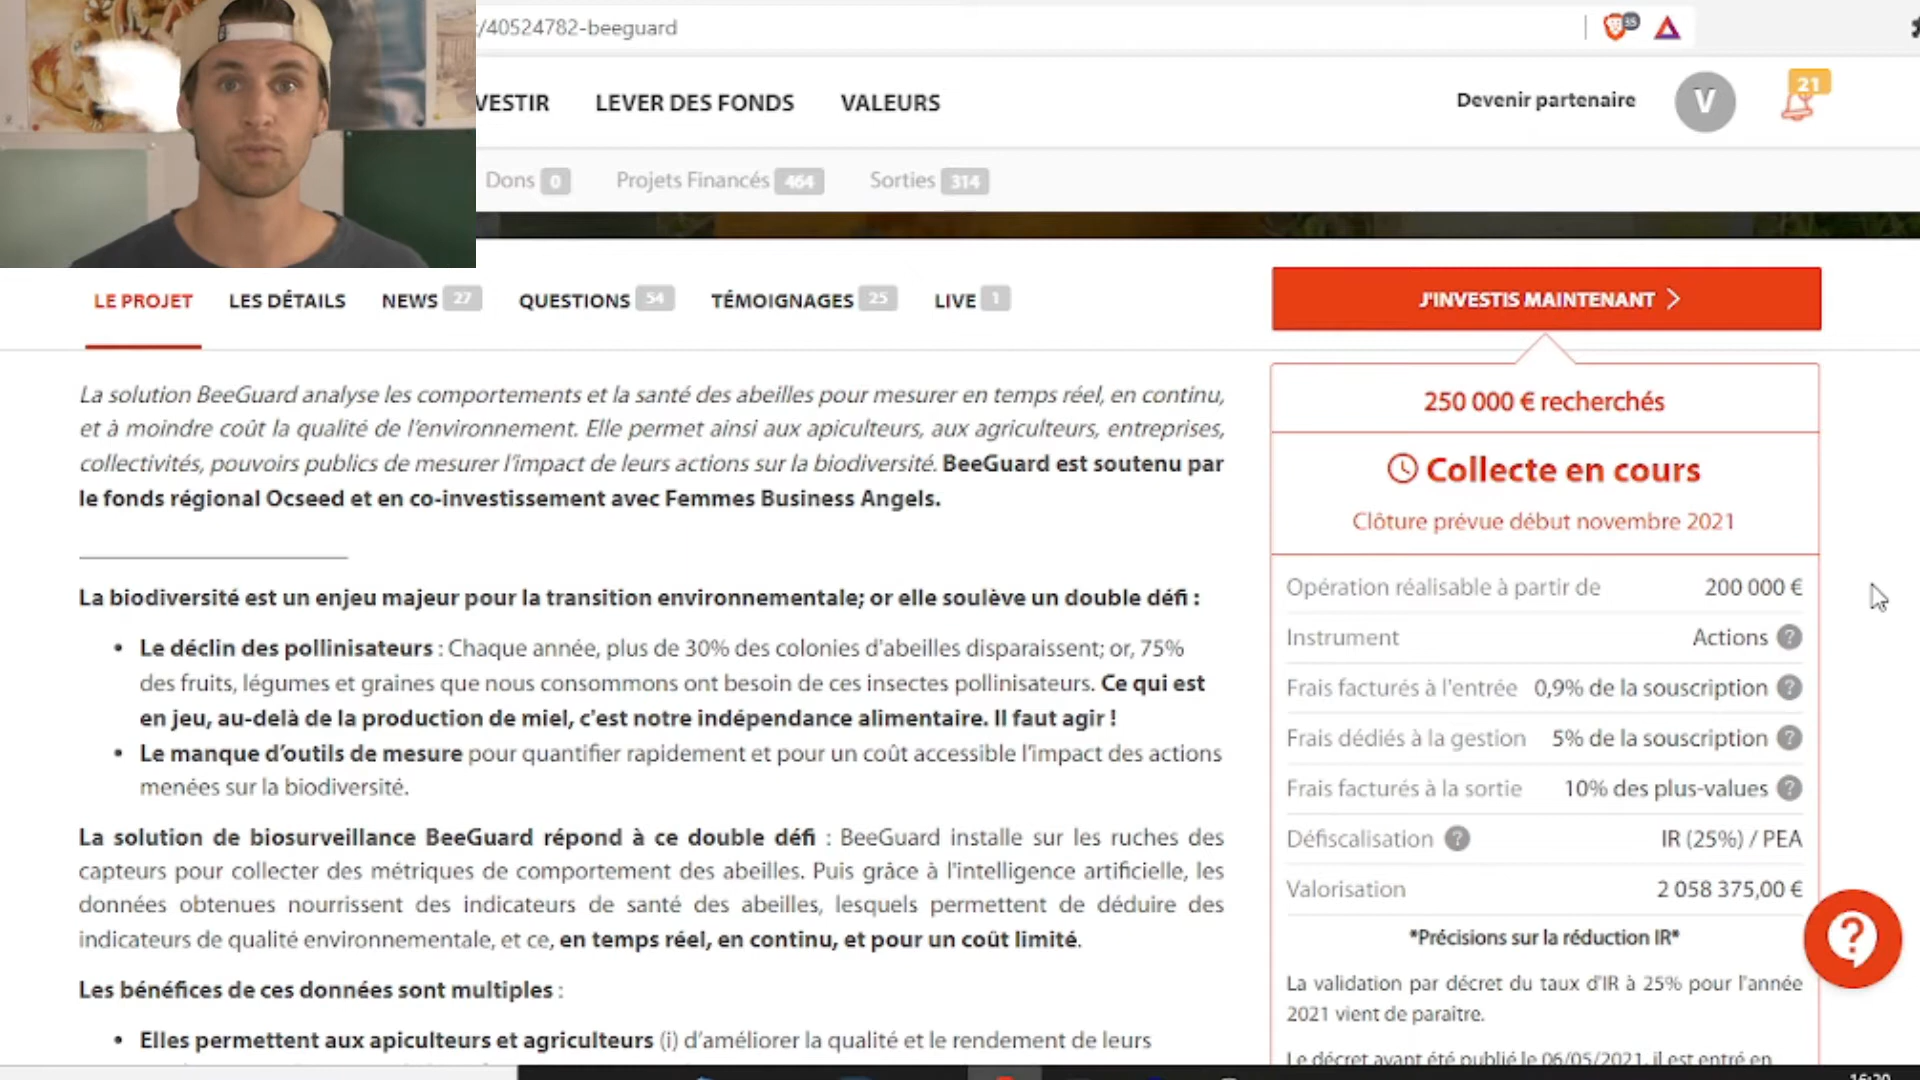 /40524782-beeguard
35
VESTIR LEVER DES FONDS VALEURS
Devenir partenaire V 21
Dons 0 Projets Financés 464 Sorties 314
LE PROJET LES DÉTAILS NEWS 27 QUESTIONS 54 TÉMOIGNAGES 25 LIVE 1
La solution BeeGuard analyse les comportements et la santé des abeilles pour mesurer en temps réel, en continu,
et à moindre coût la qualité de l'environnement. Elle permet ainsi aux apiculteurs, aux agriculteurs, entreprises,
collectivités, pouvoirs publics de mesurer l'impact de leurs actions sur la biodiversité. BeeGuard est soutenu par
le fonds régional Ocseed et en co-investissement avec Femmes Business Angels.
La biodiversité est un enjeu majeur pour la transition environnementale; or elle soulève un double défi :
• Le déclin des pollinisateurs : Chaque année, plus de 30% des colonies d'abeilles disparaissent; or, 75%
des fruits, légumes et graines que nous consommons ont besoin de ces insectes pollinisateurs. Ce qui est
en jeu, au-delà de la production de miel, c'est notre indépendance alimentaire. Il faut agir !
• Le manque d'outils de mesure pour quantifier rapidement et pour un coût accessible l'impact des actions
menées sur la biodiversité.
La solution de biosurveillance BeeGuard répond à ce double défi : BeeGuard installe sur les ruches des
capteurs pour collecter des métriques de comportement des abeilles. Puis grâce à l'intelligence artificielle, les
données obtenues nourrissent des indicateurs de santé des abeilles, lesquels permettent de déduire des
indicateurs de qualité environnementale, et ce, en temps réel, en continu, et pour un coût limité.
Les bénéfices de ces données sont multiples :
• Elles permettent aux apiculteurs et agriculteurs (i) d'améliorer la qualité et le rendement de leurs
J'INVESTIS MAINTENANT
250 000 € recherchés
Collecte en cours
Clôture prévue début novembre 2021
Opération réalisable à partir de 200 000 €
Instrument Actions ?
Frais facturés à l'entrée 0,9% de la souscription ?
Frais dédiés à la gestion 5% de la souscription ?
Frais facturés à la sortie 10% des plus-values ?
Défiscalisation ? IR (25%) / PEA
Valorisation 2 058 375,00 €
*Précisions sur la réduction IR*
La validation par décret du taux d'IR à 25% pour l'année
2021 vient de paraître.
Le décret ayant été publié le 06/05/2021, il est entré en
?
16:20